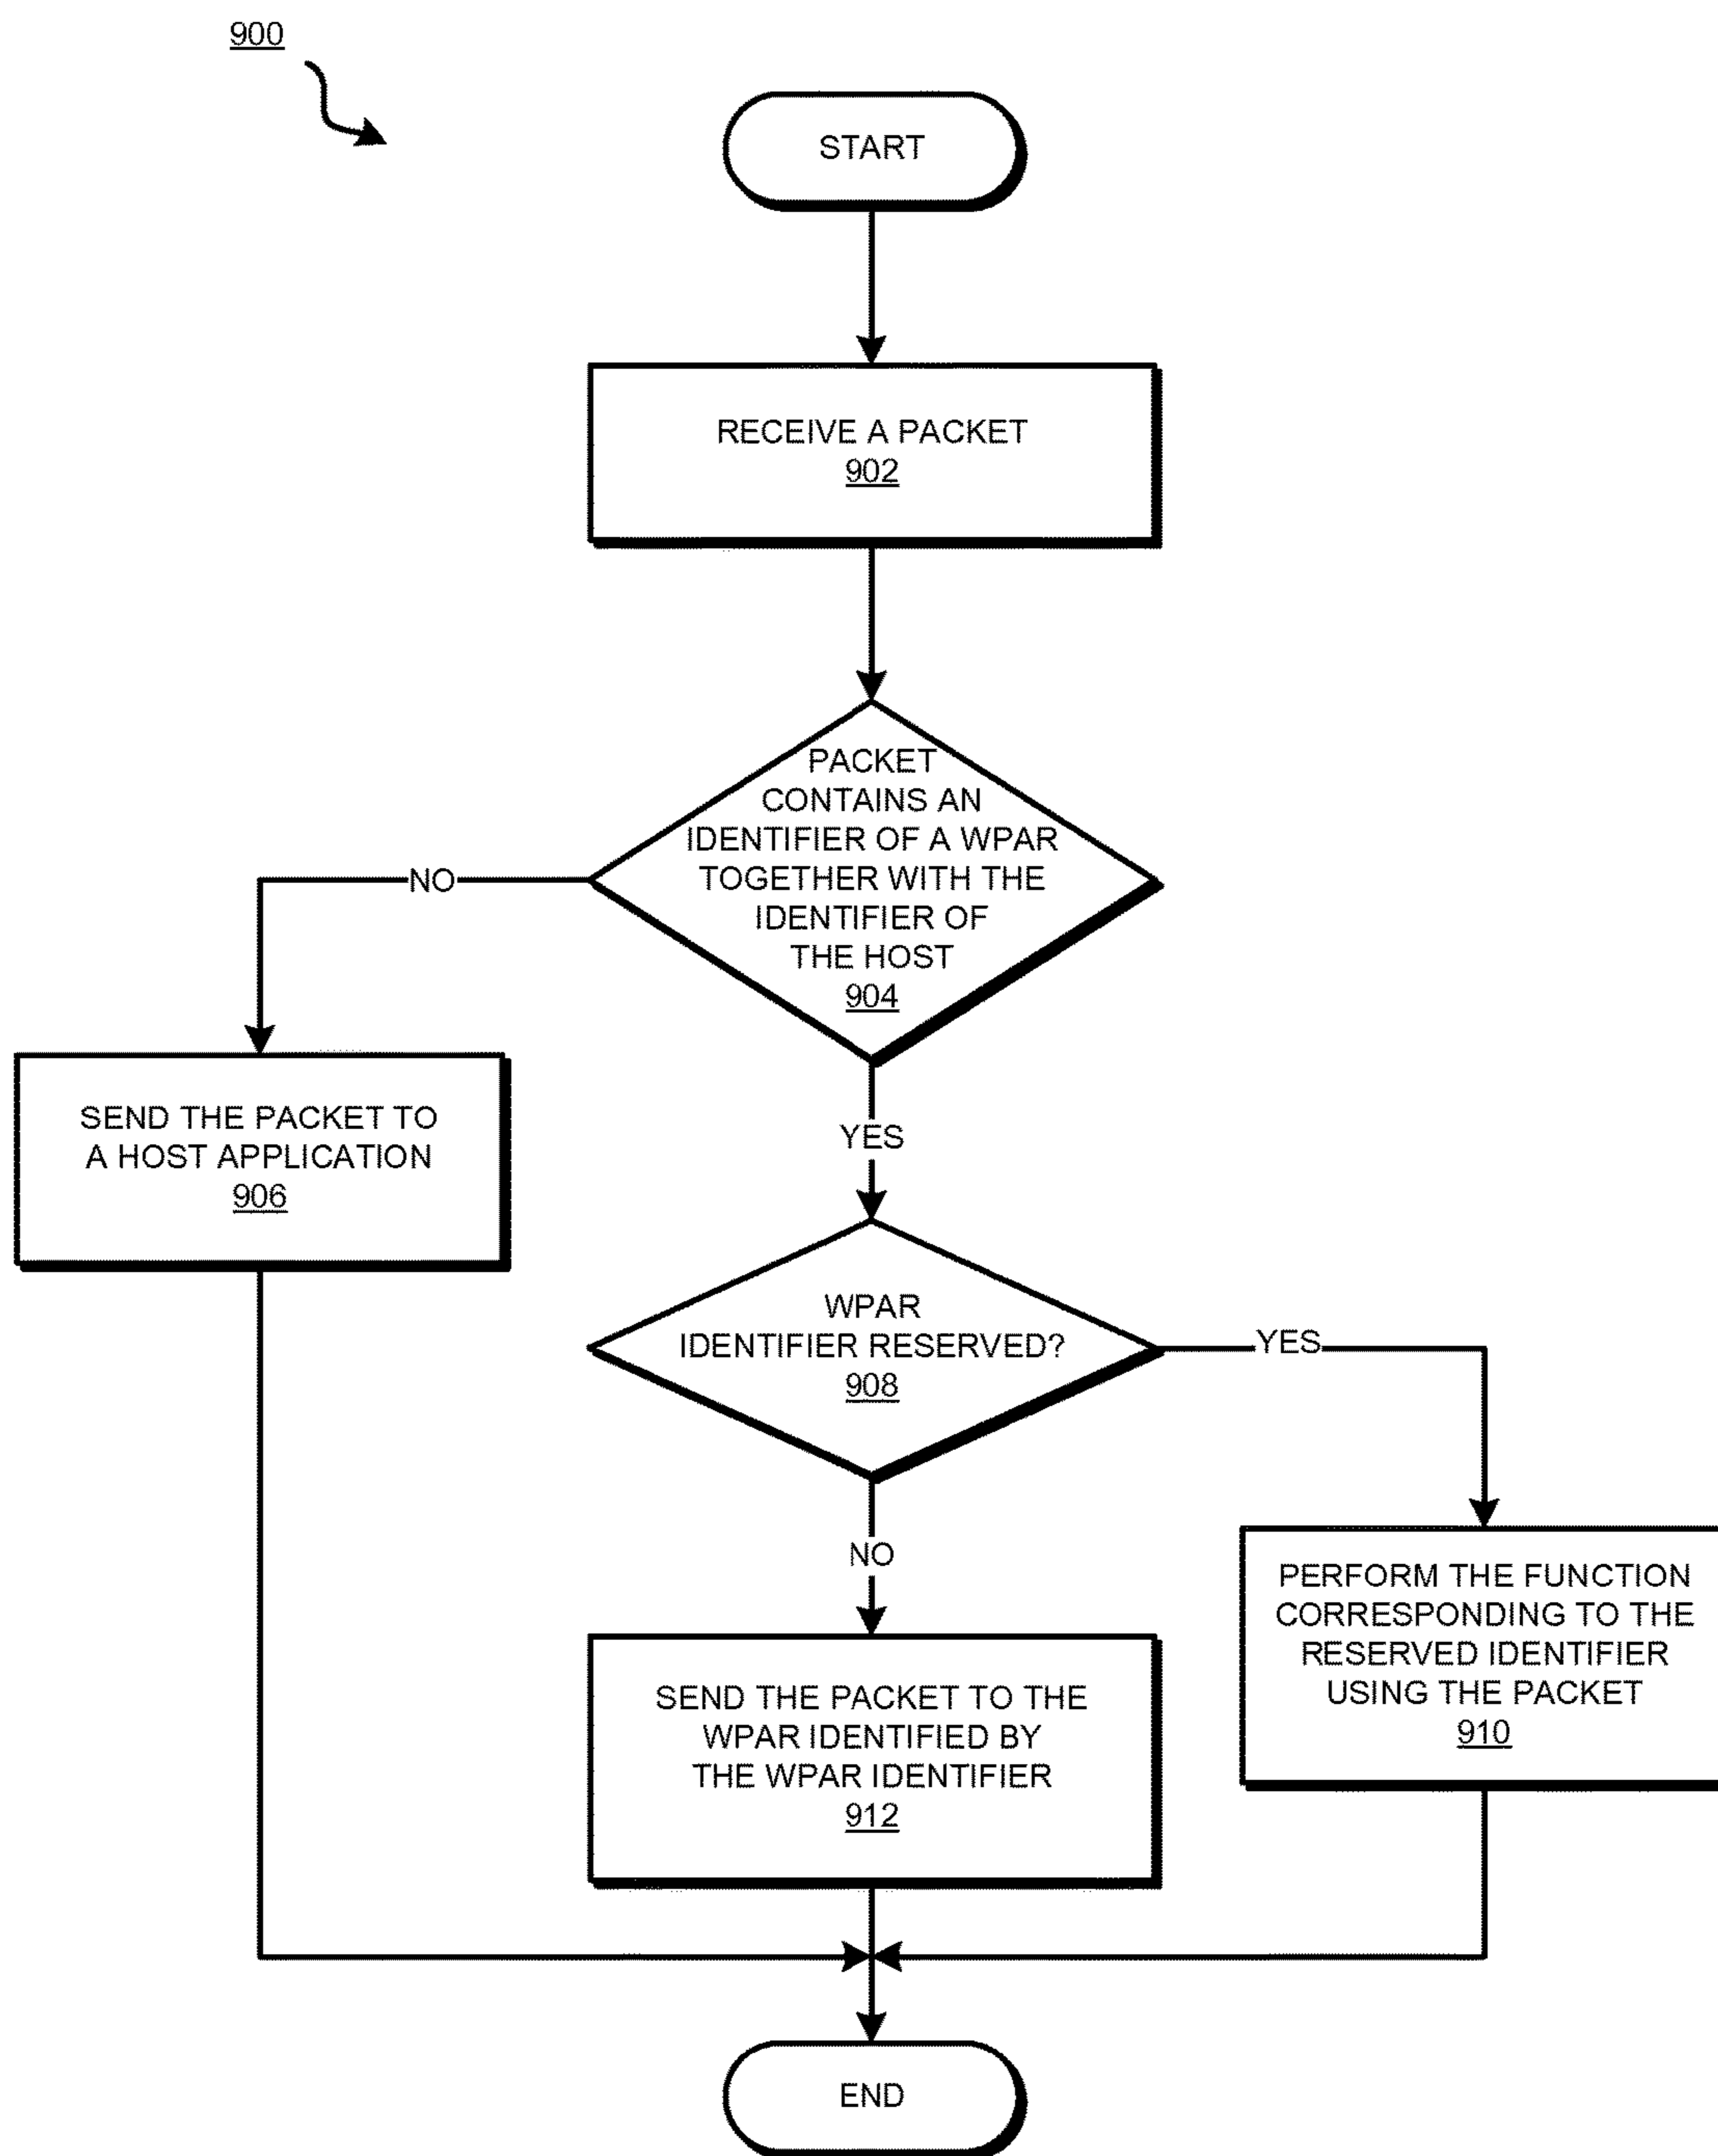 900
START
RECEIVE A PACKET
902
PACKET
CONTAINS AN
IDENTIFIER OF A WPAR
TOGETHER WITH THE
IDENTIFIER OF
THE HOST
904
NO
SEND THE PACKET TO
A HOST APPLICATION
906
YES
WPAR
IDENTIFIER RESERVED?
908
YES
NO
PERFORM THE FUNCTION
CORRESPONDING TO THE
RESERVED IDENTIFIER
USING THE PACKET
910
SEND THE PACKET TO THE
WPAR IDENTIFIED BY
THE WPAR IDENTIFIER
912
END